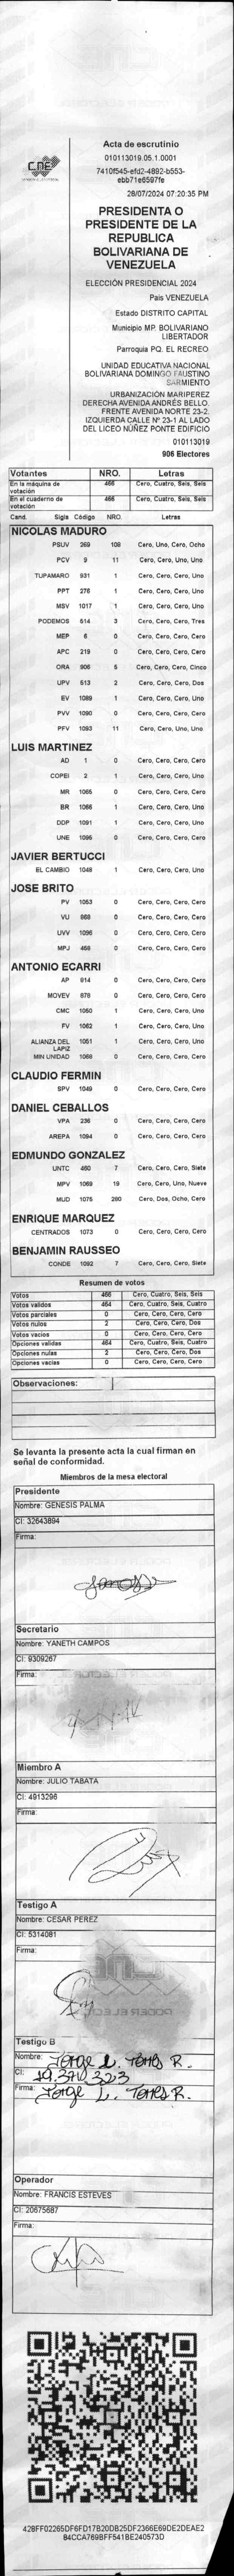 CNE
Acta de escrutinio
010113019.05.1.0001
7410f545-efd2-4892-b553-
ebb71e6597fe
28/07/2024 07:20:35 PM
PRESIDENTA O
PRESIDENTE DE LA
REPUBLICA
BOLIVARIANA DE
VENEZUELA
ELECCIÓN PRESIDENCIAL 2024
País VENEZUELA
Estado DISTRITO CAPITAL
Municipio MP. BOLIVARIANO
LIBERTADOR
Parroquia PQ. EL RECREO
UNIDAD EDUCATIVA NACIONAL
BOLIVARIANA DOMINGO FAUSTINO
SARMIENTO
URBANIZACIÓN MARIPEREZ
DERECHA AVENIDA ANDRÉS BELLO.
FRENTE AVENIDA NORTE 23-2.
IZQUIERDA CALLE Nº 23-1 AL LADO
DEL LICEO NÚÑEZ PONTE EDIFICIO
010113019
906 Electores
Votantes NRO. Letras
En la máquina de votación 466 Cero, Cuatro, Seis, Seis
En el cuaderno de votación 466 Cero, Cuatro, Seis, Seis
Cand. Sigla Código NRO. Letras
NICOLAS MADURO
PSUV 269 108 Cero, Uno, Cero, Ocho
PCV 9 11 Cero, Cero, Uno, Uno
TUPAMARO 931 1 Cero, Cero, Cero, Uno
PPT 276 1 Cero, Cero, Cero, Uno
MSV 1017 1 Cero, Cero, Cero, Uno
PODEMOS 514 3 Cero, Cero, Cero, Tres
MEP 6 0 Cero, Cero, Cero, Cero
APC 219 0 Cero, Cero, Cero, Cero
ORA 906 5 Cero, Cero, Cero, Cinco
UPV 513 2 Cero, Cero, Cero, Dos
EV 1089 1 Cero, Cero, Cero, Uno
PVV 1090 0 Cero, Cero, Cero, Cero
PFV 1093 11 Cero, Cero, Uno, Uno
LUIS MARTINEZ
AD 1 0 Cero, Cero, Cero, Cero
COPEI 2 1 Cero, Cero, Cero, Uno
MR 1065 0 Cero, Cero, Cero, Cero
BR 1066 1 Cero, Cero, Cero, Uno
DDP 1091 1 Cero, Cero, Cero, Uno
UNE 1095 0 Cero, Cero, Cero, Cero
JAVIER BERTUCCI
EL CAMBIO 1048 1 Cero, Cero, Cero, Uno
JOSE BRITO
PV 1053 0 Cero, Cero, Cero, Cero
VU 868 0 Cero, Cero, Cero, Cero
UVV 1096 0 Cero, Cero, Cero, Cero
MPJ 468 0 Cero, Cero, Cero, Cero
ANTONIO ECARRI
AP 814 0 Cero, Cero, Cero, Cero
MOVEV 878 0 Cero, Cero, Cero, Cero
CMC 1050 1 Cero, Cero, Cero, Uno
FV 1062 1 Cero, Cero, Cero, Uno
ALIANZA DEL LAPIZ 1051 1 Cero, Cero, Cero, Uno
MIN UNIDAD 1068 0 Cero, Cero, Cero, Cero
CLAUDIO FERMIN
SPV 1049 0 Cero, Cero, Cero, Cero
DANIEL CEBALLOS
VPA 236 0 Cero, Cero, Cero, Cero
AREPA 1094 0 Cero, Cero, Cero, Cero
EDMUNDO GONZALEZ
UNTC 460 7 Cero, Cero, Cero, Siete
MPV 1069 19 Cero, Cero, Uno, Nueve
MUD 1075 280 Cero, Dos, Ocho, Cero
ENRIQUE MARQUEZ
CENTRADOS 1073 0 Cero, Cero, Cero, Cero
BENJAMIN RAUSSEO
CONDE 1092 7 Cero, Cero, Cero, Siete
Resumen de votos
Votos 466 Cero, Cuatro, Seis, Seis
Votos validos 464 Cero, Cuatro, Seis, Cuatro
Votos parciales 0 Cero, Cero, Cero, Cero
Votos nulos 2 Cero, Cero, Cero, Dos
Votos vacios 0 Cero, Cero, Cero, Cero
Opciones validas 464 Cero, Cuatro, Seis, Cuatro
Opciones nulas 2 Cero, Cero, Cero, Dos
Opciones vacias 0 Cero, Cero, Cero, Cero
Observaciones:
Se levanta la presente acta la cual firman en
señal de conformidad.
Miembros de la mesa electoral
Presidente
Nombre: GENESIS PALMA
CI: 32643894
Firma:
Secretario
Nombre: YANETH CAMPOS
CI: 9309267
Firma:
Miembro A
Nombre: JULIO TABATA
CI: 4913296
Firma:
Testigo A
Nombre: CESAR PEREZ
CI: 5314081
Firma:
PODER ELECT
Testigo B
Nombre: Jorge L. Torres R.
CI: 19.370.323
Firma: Jorge L. Torres R.
Operador
Nombre: FRANCIS ESTEVES
CI: 20675687
Firma:
428FF02265DF6FD17B20DB25DF2366E69DE2DEAE2
84CCA769BFF541BE240573D